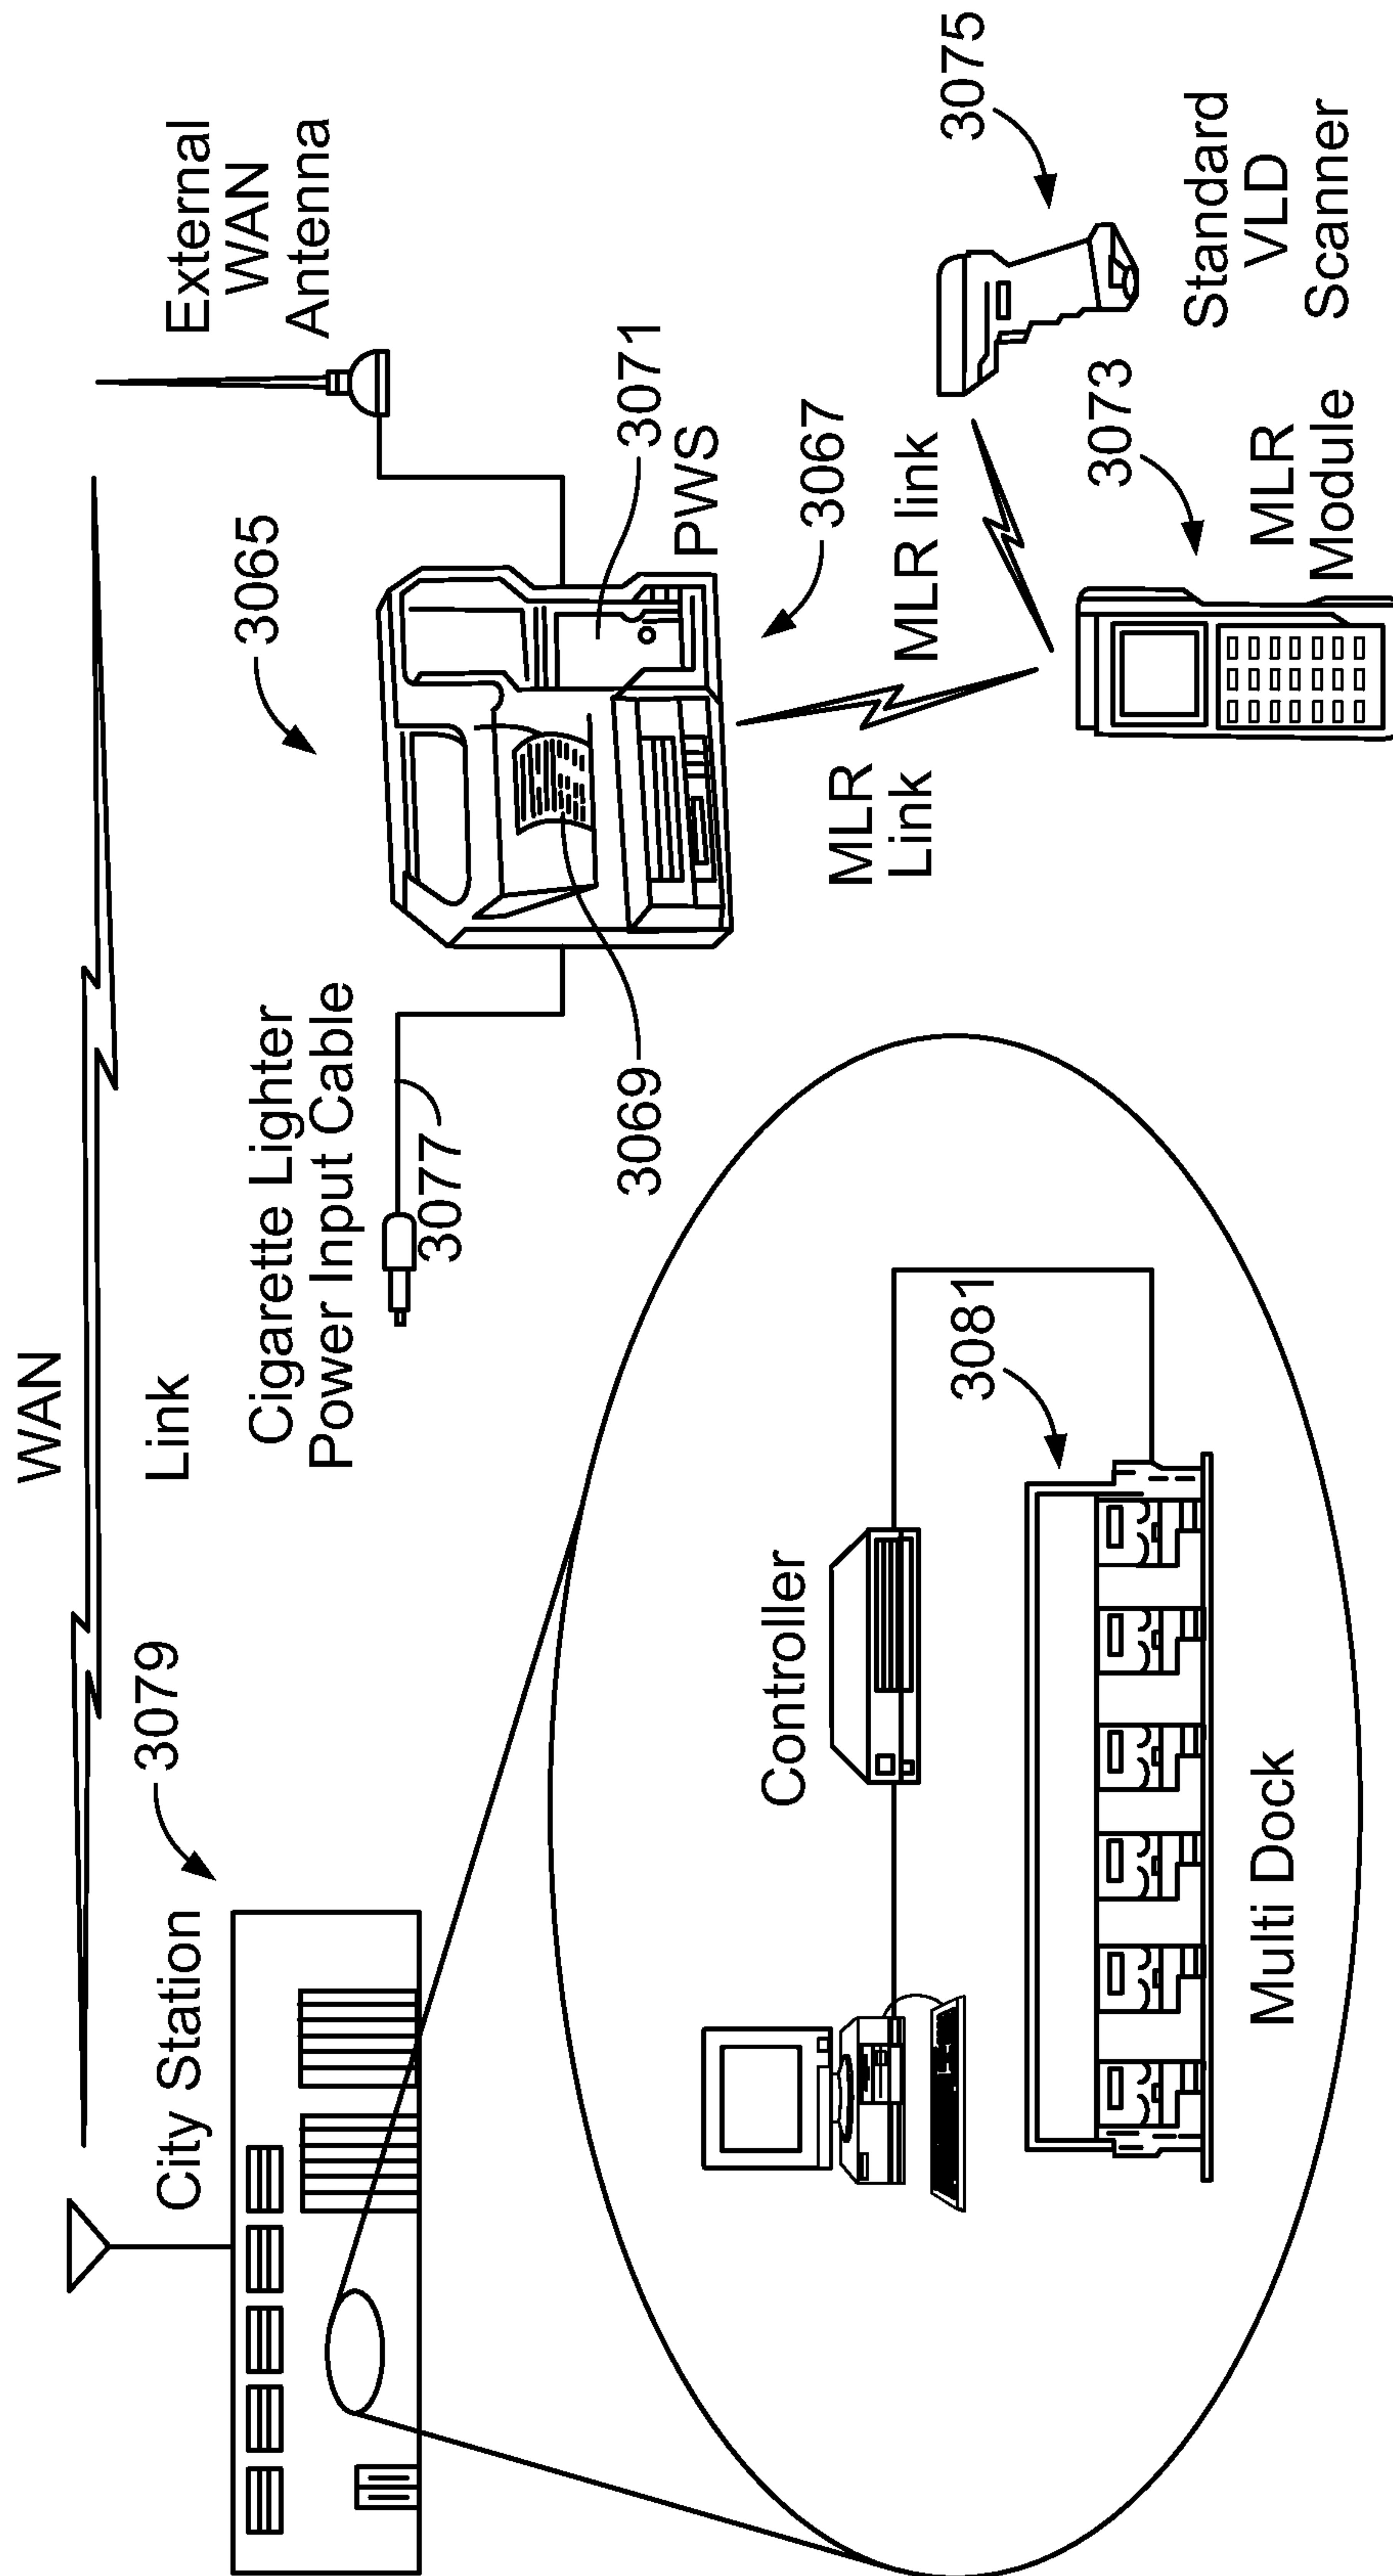 WAN
Link
3079
City Station
Cigarette Lighter
Power Input Cable
3077
3065
External
WAN
Antenna
3069
3071
PWS
3067
MLR
Link
MLR link
3075
3073
Standard
VLD
Scanner
MLR
Module
Controller
3081
Multi Dock